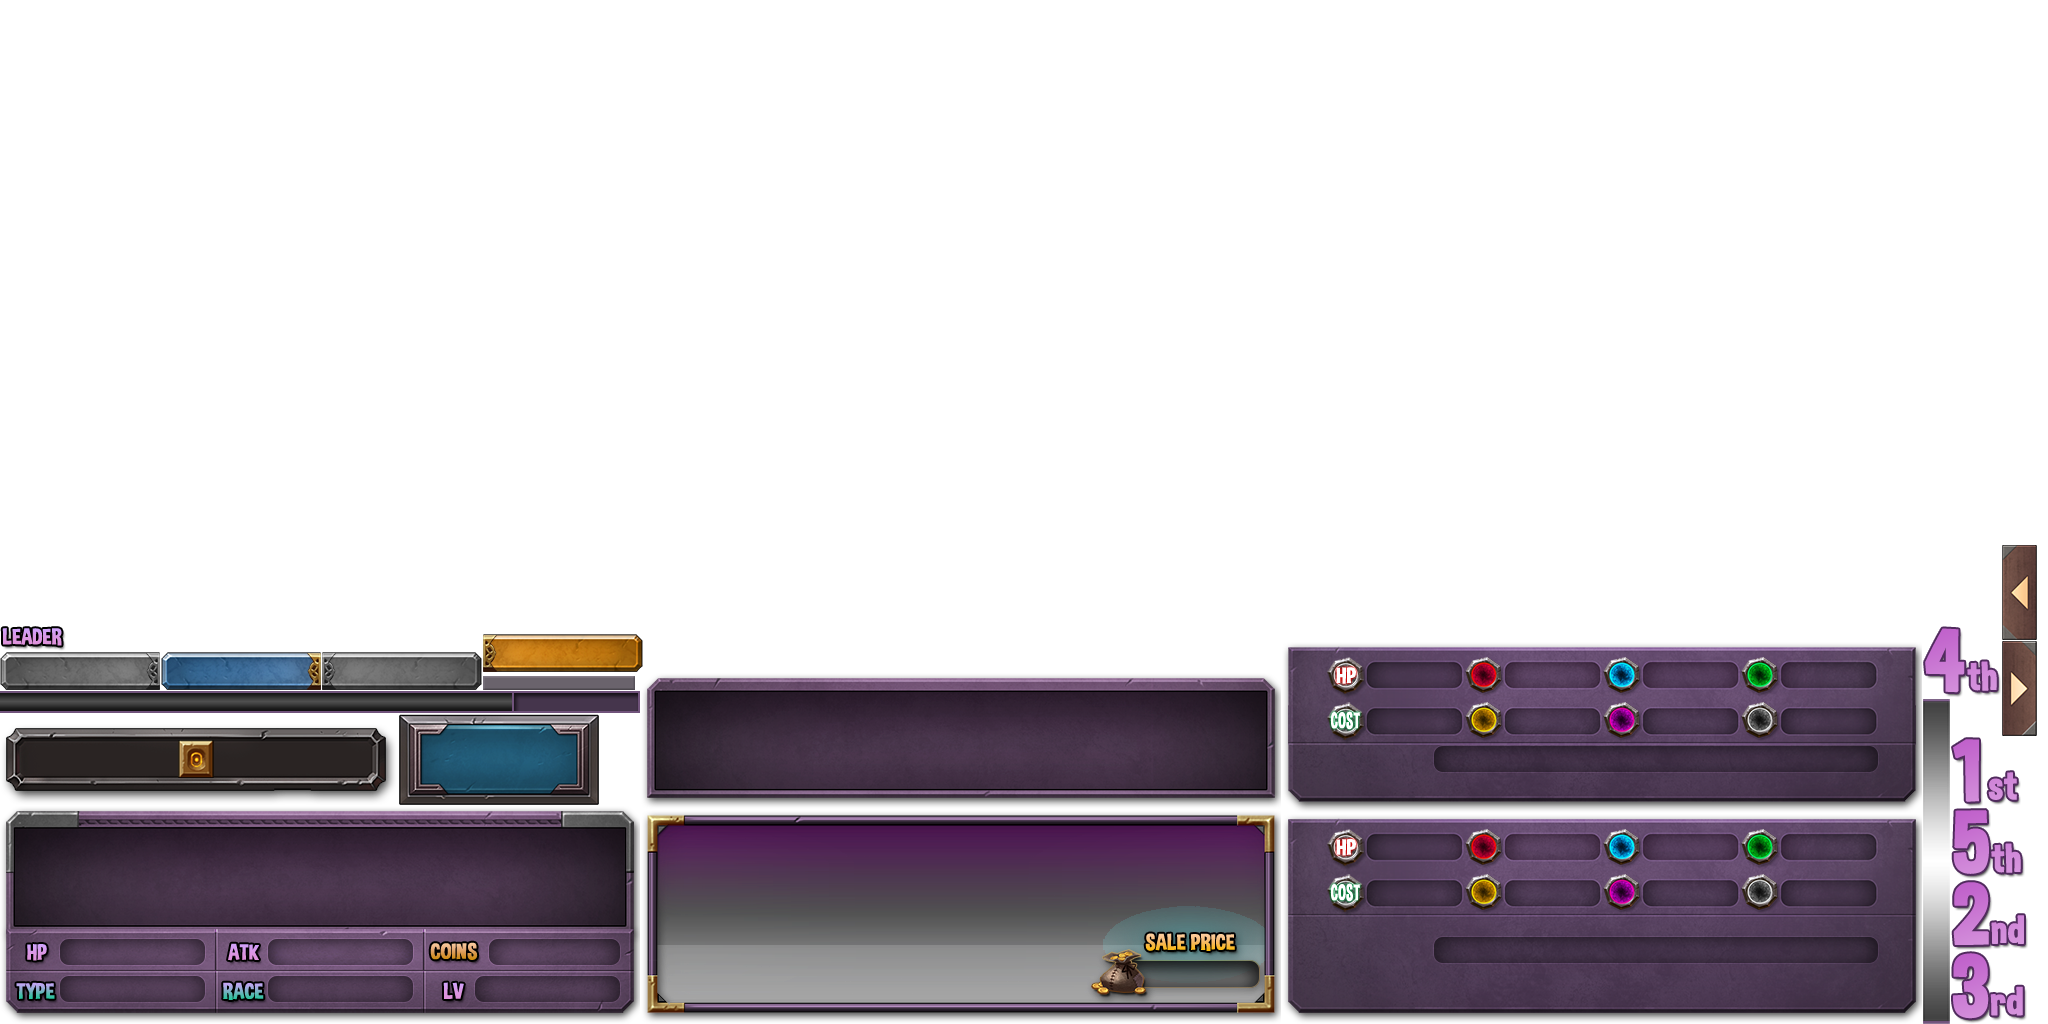 LEADER
HP ATK COINS
TYPE RACE LV
SALE PRICE
HP
COST
HP
COST
4th
1st
5th
2nd
3rd